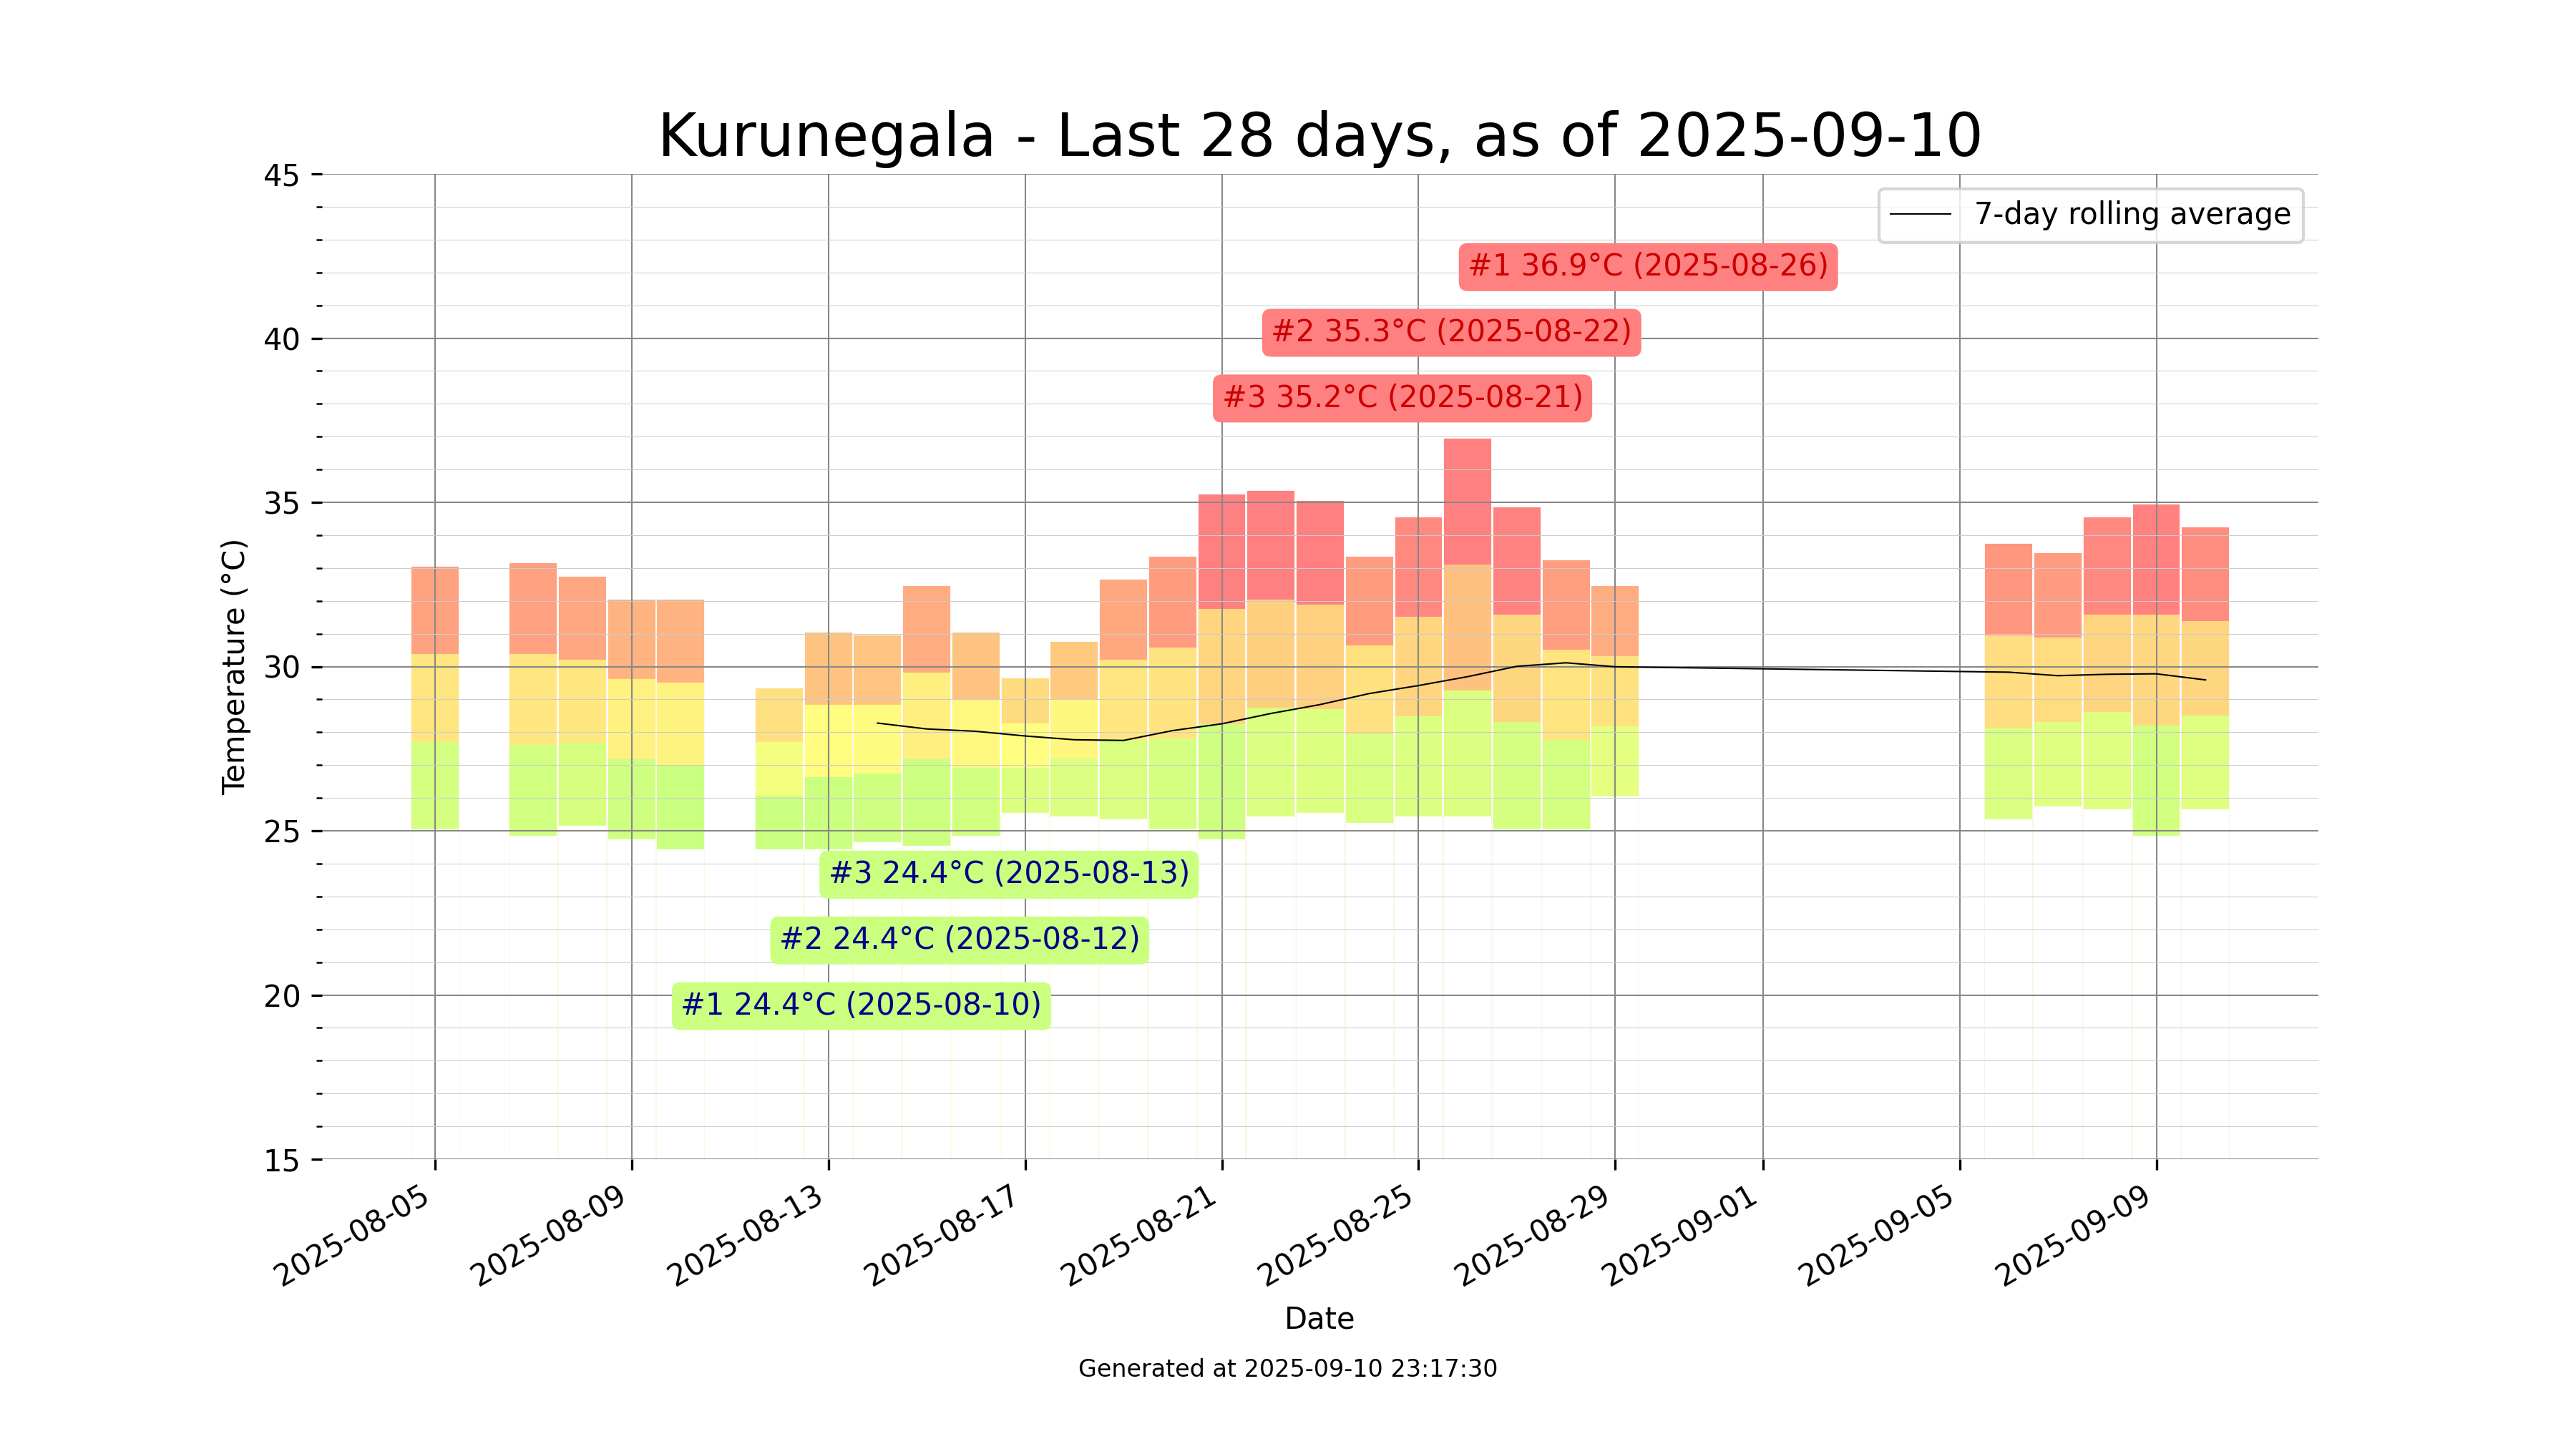 Kurunegala - Last 28 days, as of 2025-09-10
45
40
35
30
25
20
15
Temperature (°C)
7-day rolling average
#1 36.9°C (2025-08-26)
#2 35.3°C (2025-08-22)
#3 35.2°C (2025-08-21)
#3 24.4°C (2025-08-13)
#2 24.4°C (2025-08-12)
#1 24.4°C (2025-08-10)
2025-08-05
2025-08-09
2025-08-13
2025-08-17
2025-08-21
2025-08-25
2025-08-29
2025-09-01
2025-09-05
2025-09-09
Date
Generated at 2025-09-10 23:17:30